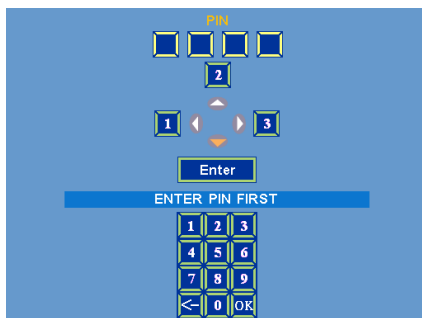 PIN
2
1 3
Enter
ENTER PIN FIRST
1 2 3
4 5 6
7 8 9
<- 0 OK